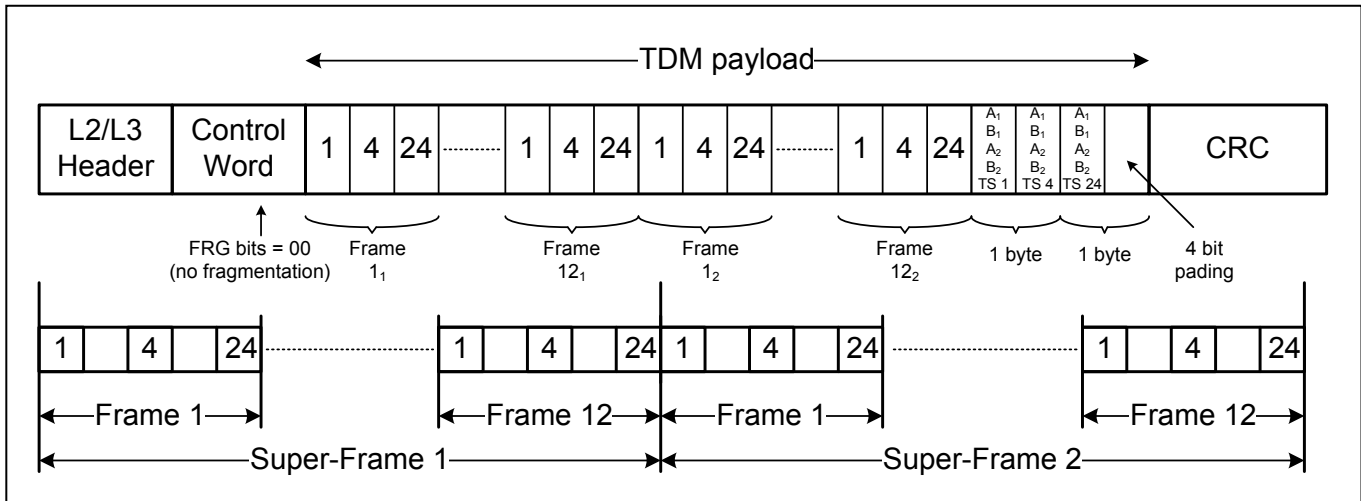 TDM payload
L2/L3 Header
Control Word
1 4 24 1 4 24 1 4 24 1 4 24
A₁ B₁ A₂ B₂ TS 1
A₁ B₁ A₂ B₂ TS 4
A₁ B₁ A₂ B₂ TS 24
CRC
FRG bits = 00
(no fragmentation)
Frame 1₁
Frame 12₁
Frame 1₂
Frame 12₂
1 byte
1 byte
4 bit pading
1 4 24 1 4 24 1 4 24 1 4 24
Frame 1
Frame 12
Frame 1
Frame 12
Super-Frame 1
Super-Frame 2